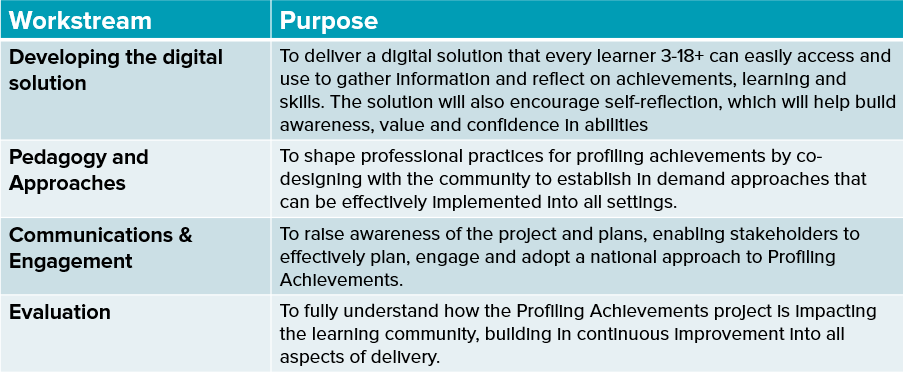 Workstream
Purpose
Developing the digital
solution
To deliver a digital solution that every learner 3-18+ can easily access and
use to gather information and reflect on achievements, learning and
skills. The solution will also encourage self-reflection, which will help build
awareness, value and confidence in abilities
Pedagogy and
Approaches
To shape professional practices for profiling achievements by co-
designing with the community to establish in demand approaches that
can be effectively implemented into all settings.
Communications &
Engagement
To raise awareness of the project and plans, enabling stakeholders to
effectively plan, engage and adopt a national approach to Profiling
Achievements.
Evaluation
To fully understand how the Profiling Achievements project is impacting
the learning community, building in continuous improvement into all
aspects of delivery.